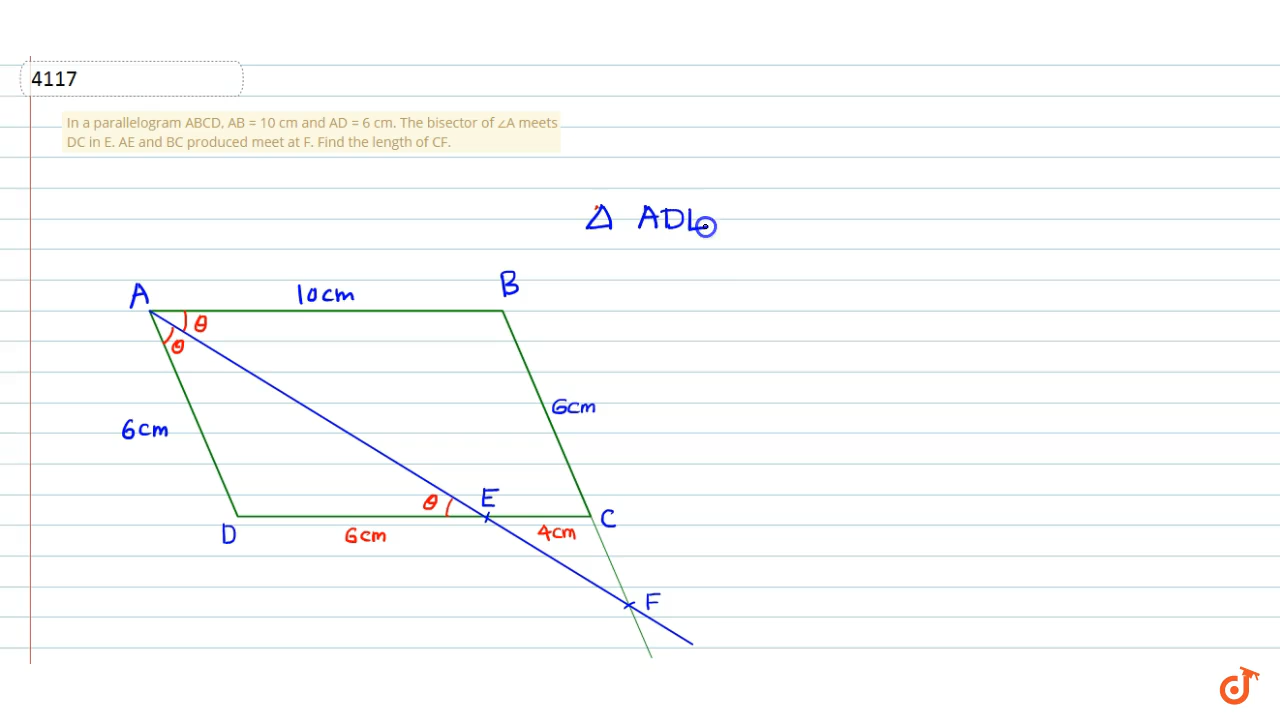 4117
In a parallelogram ABCD, AB = 10 cm and AD = 6 cm. The bisector of ∠A meets
DC in E. AE and BC produced meet at F. Find the length of CF.
Δ ADL
A 10cm B
θ
θ
6cm
6cm
θ E
D 6cm 4cm C
F